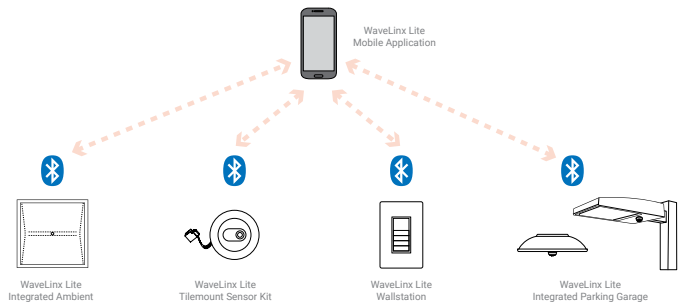 WaveLinx Lite
Mobile Application
WaveLinx Lite
Integrated Ambient
WaveLinx Lite
Tilemount Sensor Kit
WaveLinx Lite
Wallstation
WaveLinx Lite
Integrated Parking Garage